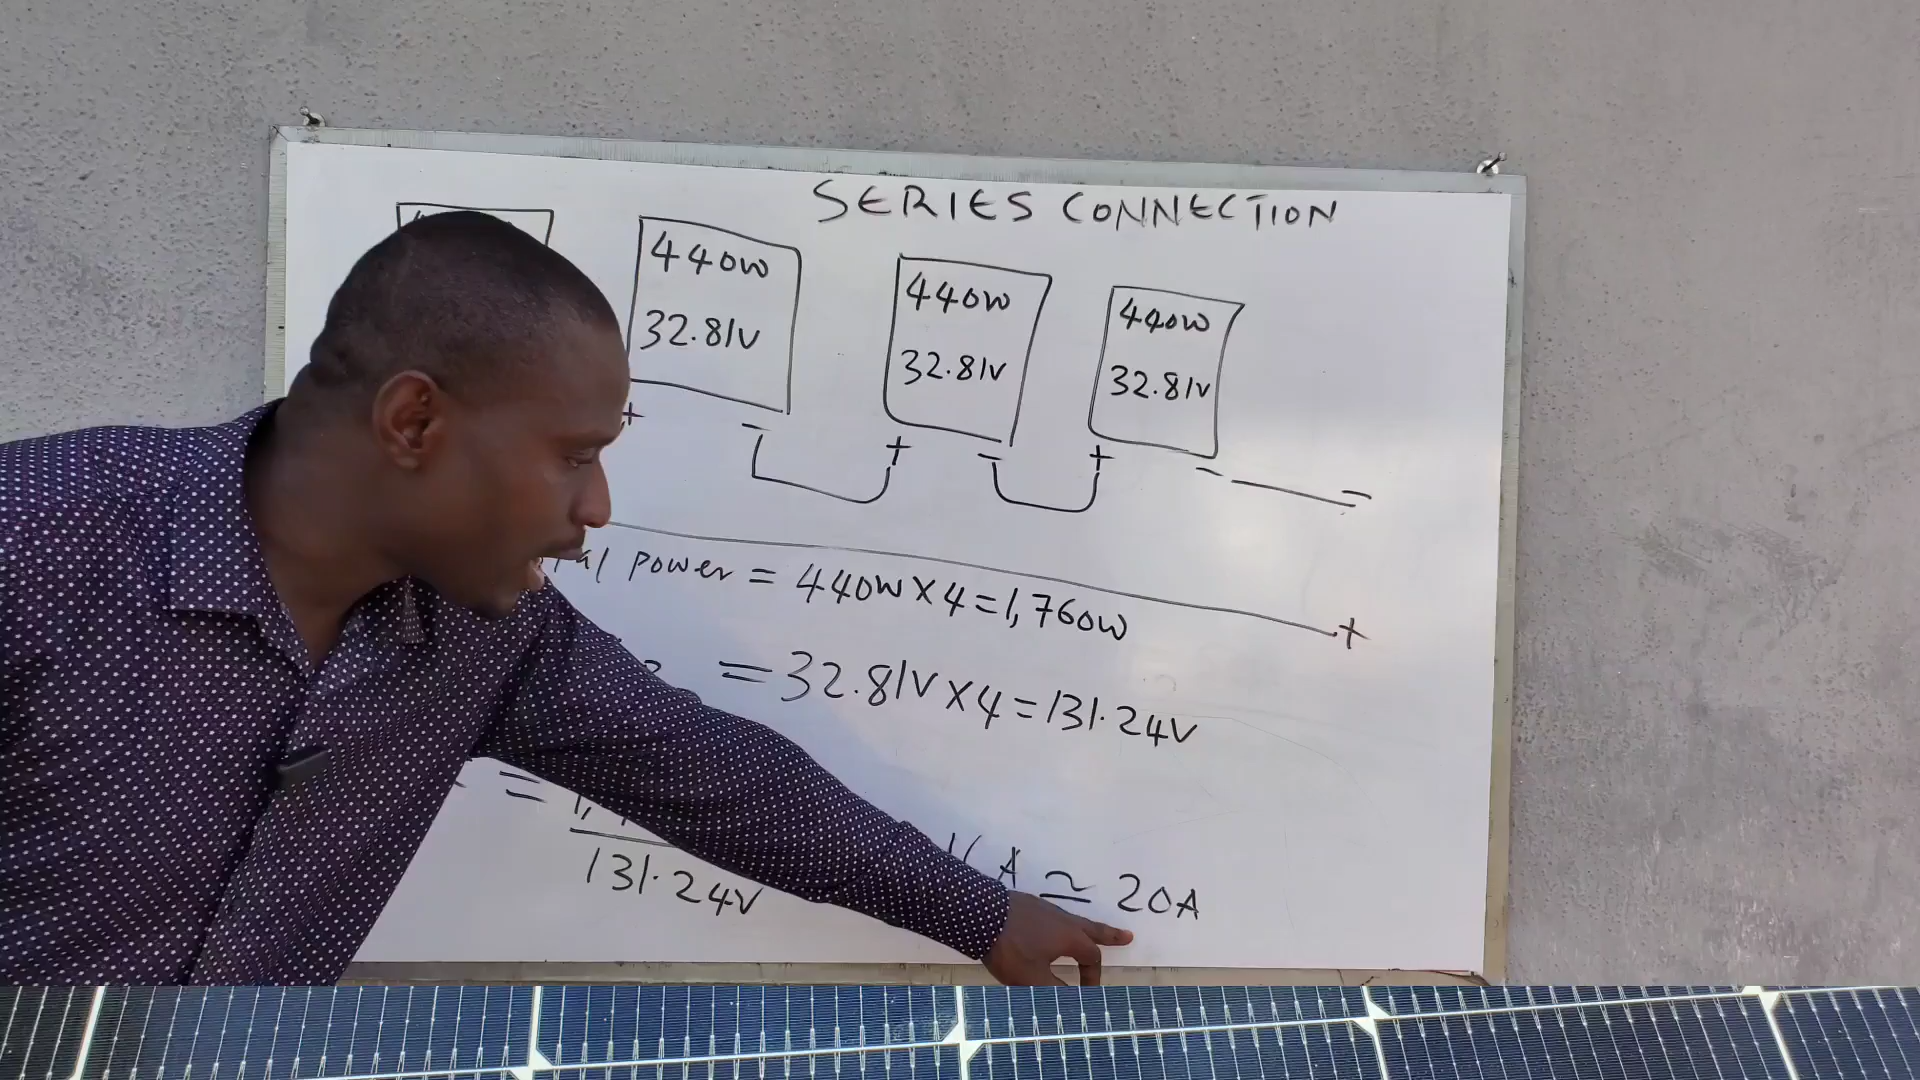 SERIES CONNECTION
440W 440W 440W
32.81V 32.81V 32.81V
+ - + - + - =
power = 440W X 4 = 1,760W
+
= 32.81V X 4 = 131.24V
=
131.24V
A ≃ 20A